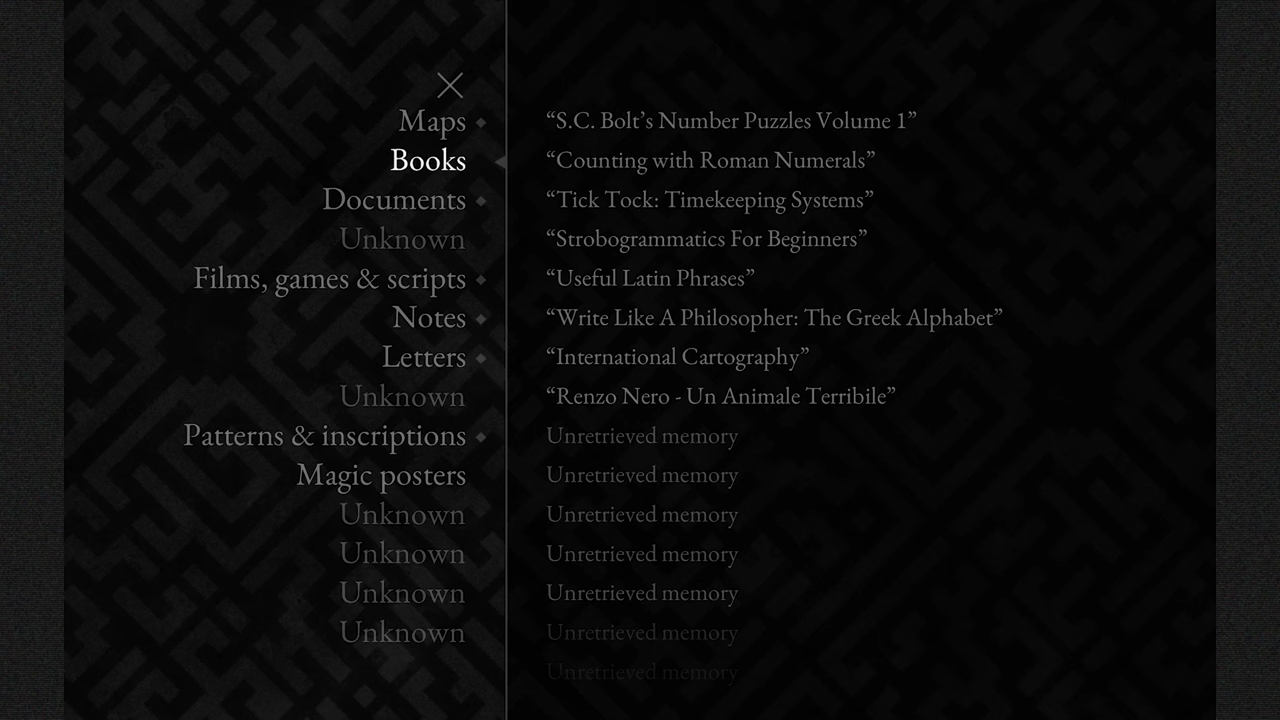 Maps
Books
Documents
Unknown
Films, games & scripts
Notes
Letters
Unknown
Patterns & inscriptions
Magic posters
Unknown
Unknown
Unknown
Unknown
“S.C. Bolt’s Number Puzzles Volume 1”
“Counting with Roman Numerals”
“Tick Tock: Timekeeping Systems”
“Strobogrammatics For Beginners”
“Useful Latin Phrases”
“Write Like A Philosopher: The Greek Alphabet”
“International Cartography”
“Renzo Nero - Un Animale Terribile”
Unretrieved memory
Unretrieved memory
Unretrieved memory
Unretrieved memory
Unretrieved memory
Unretrieved memory
Unretrieved memory